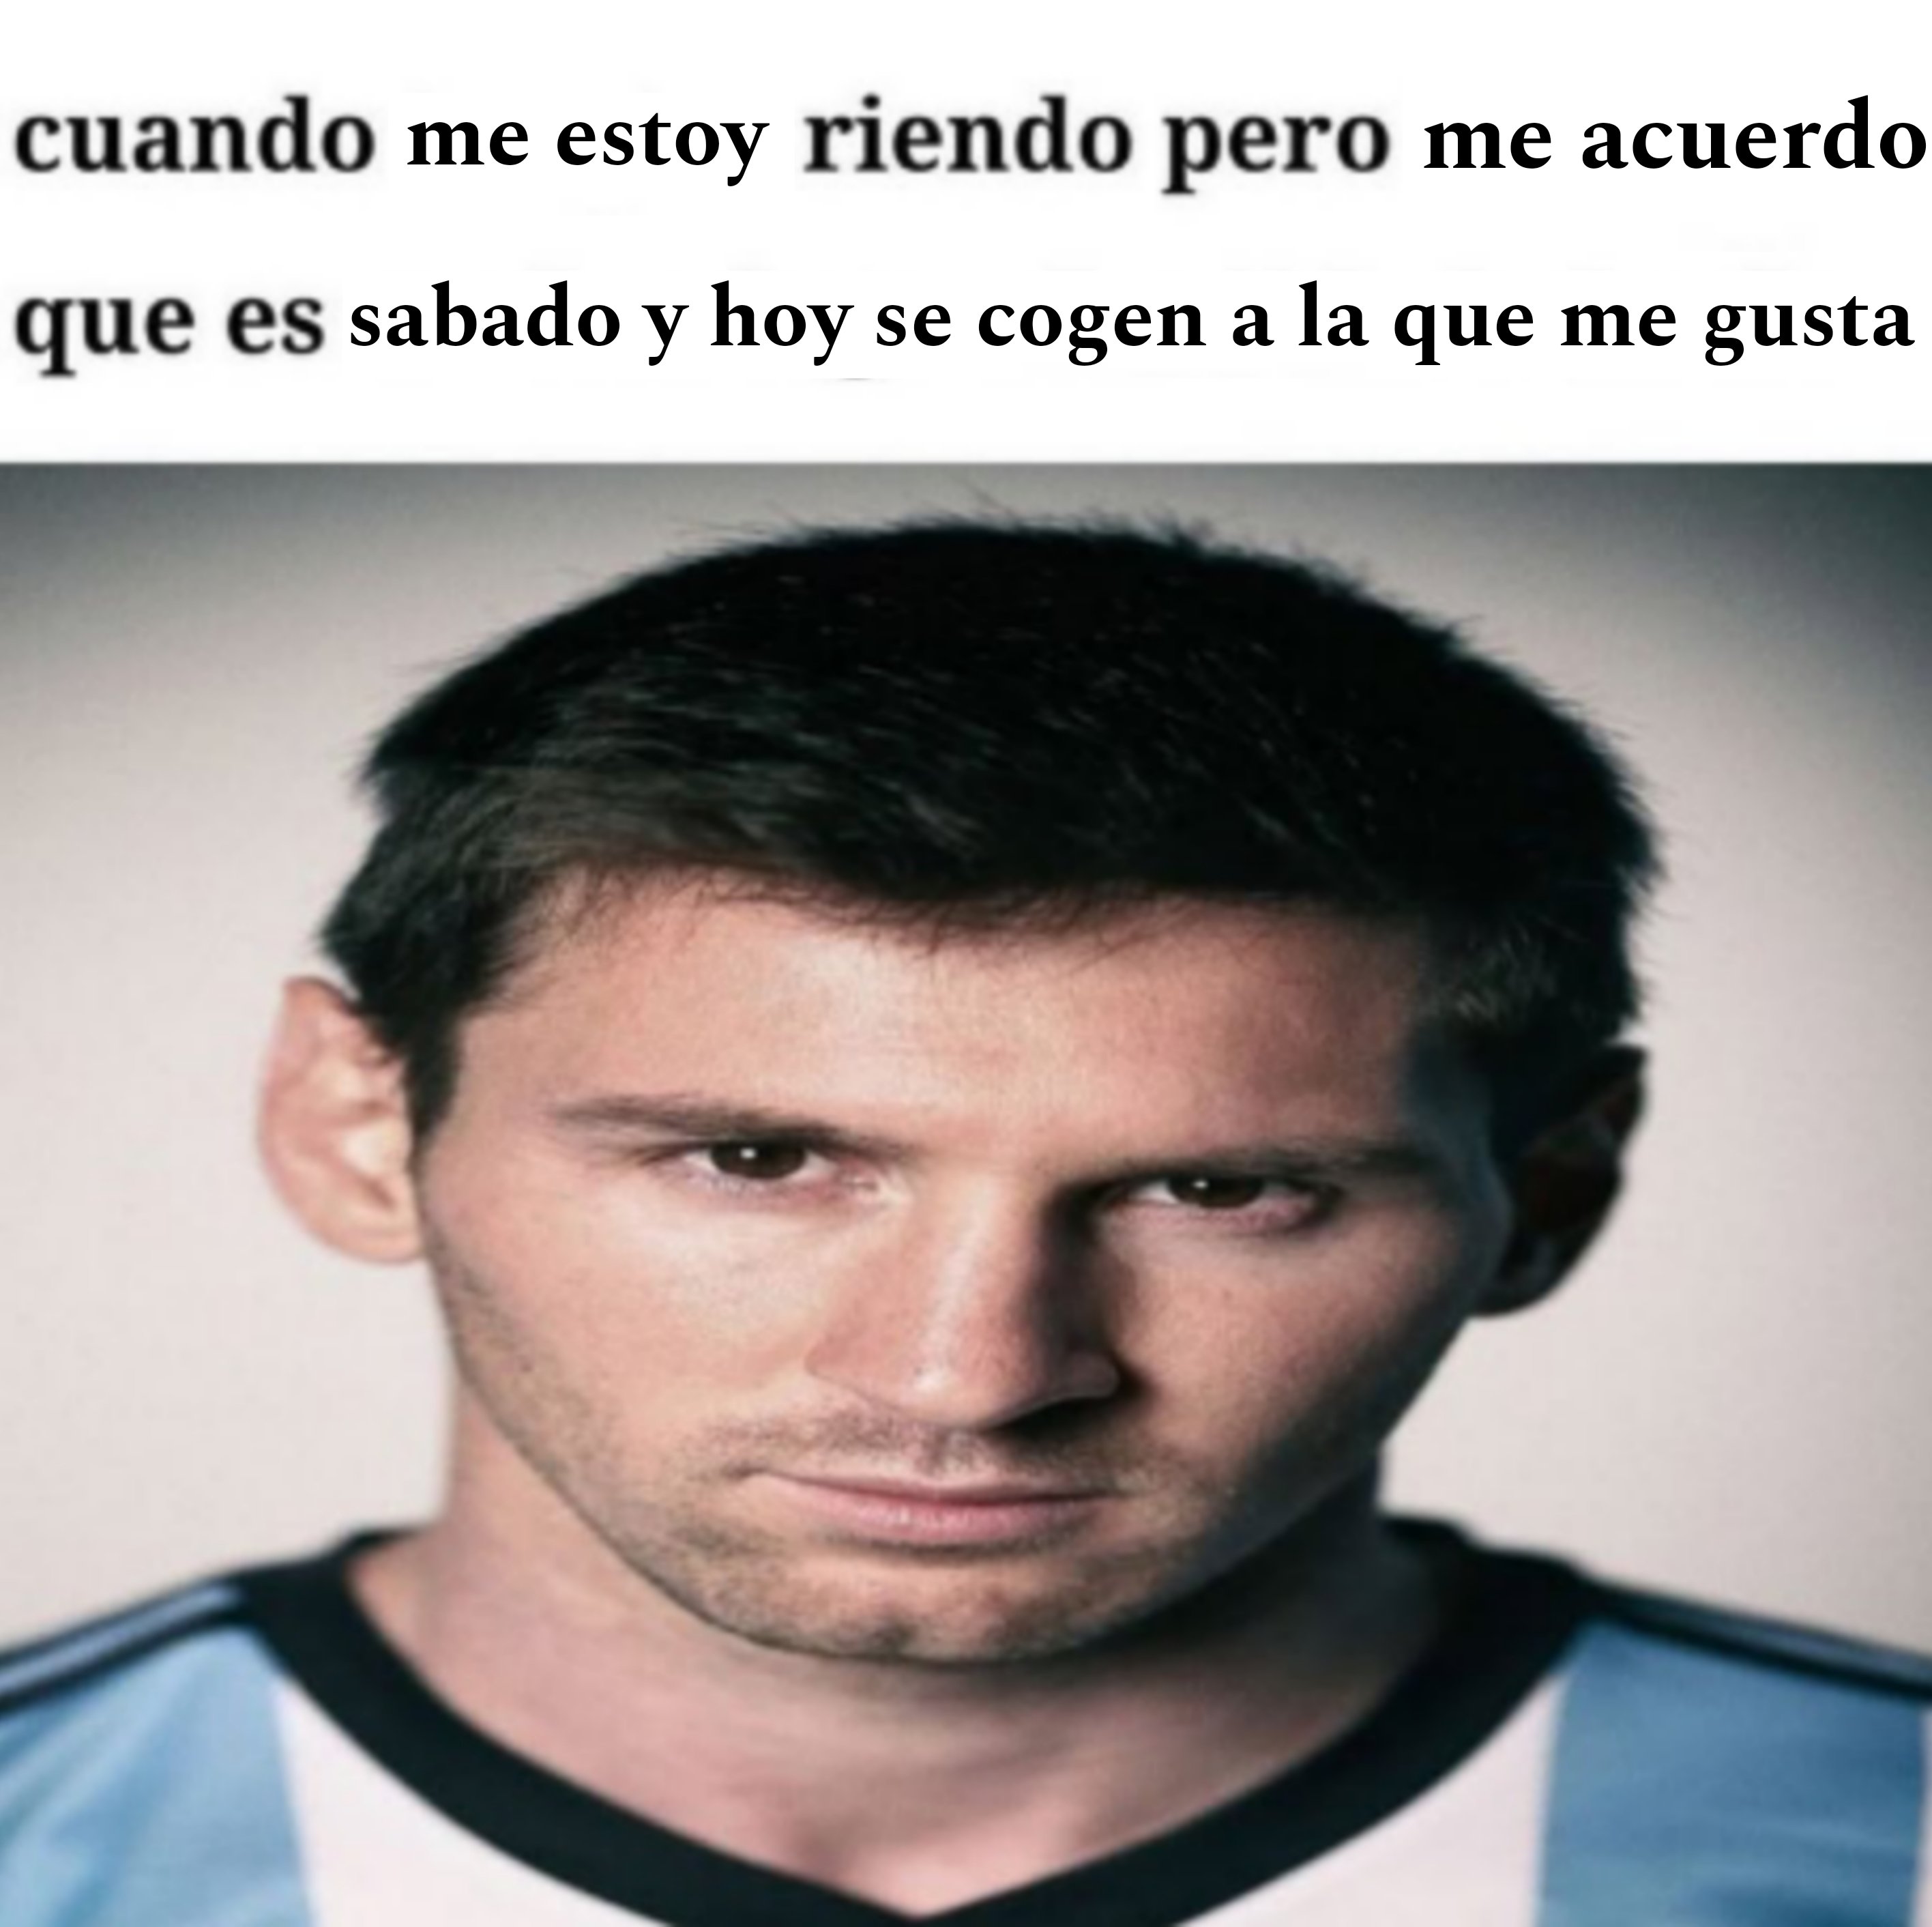 cuando me estoy riendo pero me acuerdo
que es sabado y hoy se cogen a la que me gusta